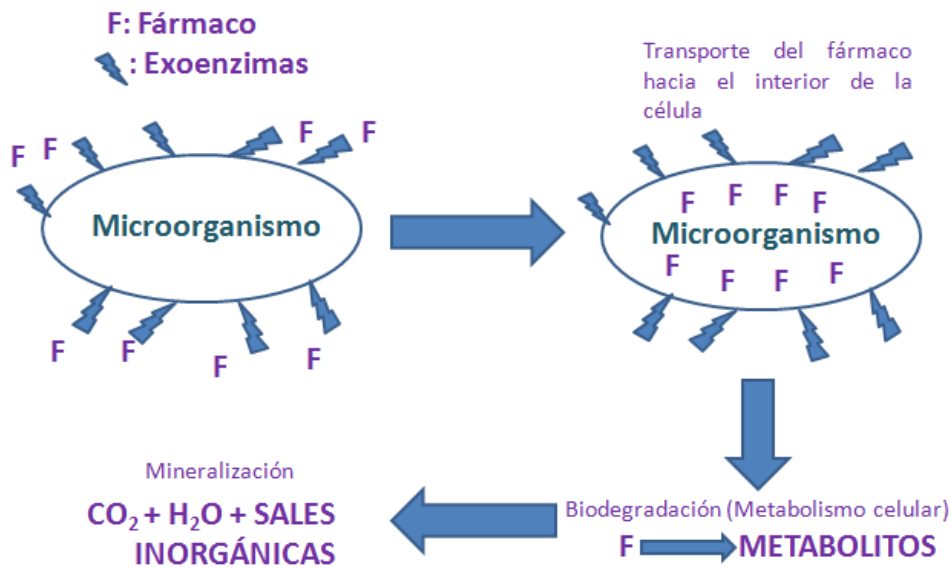 F: Fármaco
: Exoenzimas
F F F F
Microorganismo
F F F F
Transporte del fármaco
hacia el interior de la
célula
F F F F
Microorganismo
F F F F
Biodegradación (Metabolismo celular)
F METABOLITOS
Mineralización
CO₂ + H₂O + SALES
INORGÁNICAS